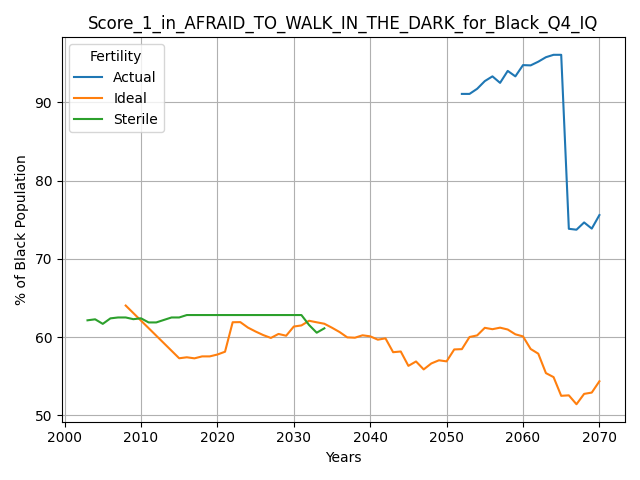 Score_1_in_AFRAID_TO_WALK_IN_THE_DARK_for_Black_Q4_IQ
Fertility
Actual
Ideal
Sterile
% of Black Population
90
80
70
60
50
2000 2010 2020 2030 2040 2050 2060 2070
Years